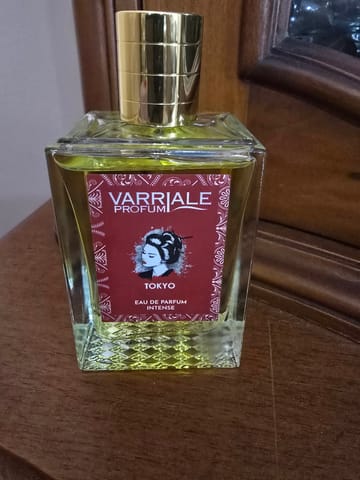 VARRIALE
PROFUMI
TOKYO
EAU DE PARFUM
INTENSE